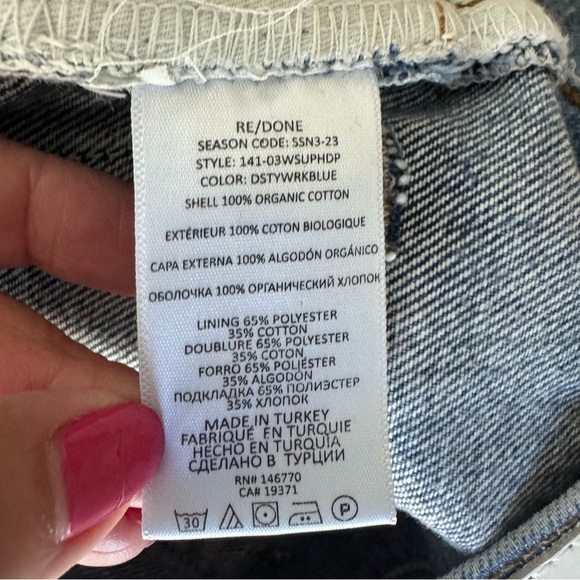 RE/DONE
SEASON CODE: SSN3-23
STYLE: 141-03WSUPHDP
COLOR: DSTYWRKBLUE
SHELL 100% ORGANIC COTTON
EXTÉRIEUR 100% COTON BIOLOGIQUE
CAPA EXTERNA 100% ALGODÓN ORGÁNICO
ОБОЛОЧКА 100% ОРГАНИЧЕСКИЙ ХЛОПОК
LINING 65% POLYESTER
35% COTTON
DOUBLURE 65% POLYESTER
35% COTON
FORRO 65% POLIÉSTER
35% ALGODÓN
ПОДКЛАДКА 65% ПОЛИЭСТЕР
35% ХЛОПОК
MADE IN TURKEY
FABRIQUÉ EN TURQUIE
HECHO EN TURQUÍA
СДЕЛАНО В ТУРЦИИ
RN# 146770
CA# 19371
30 P